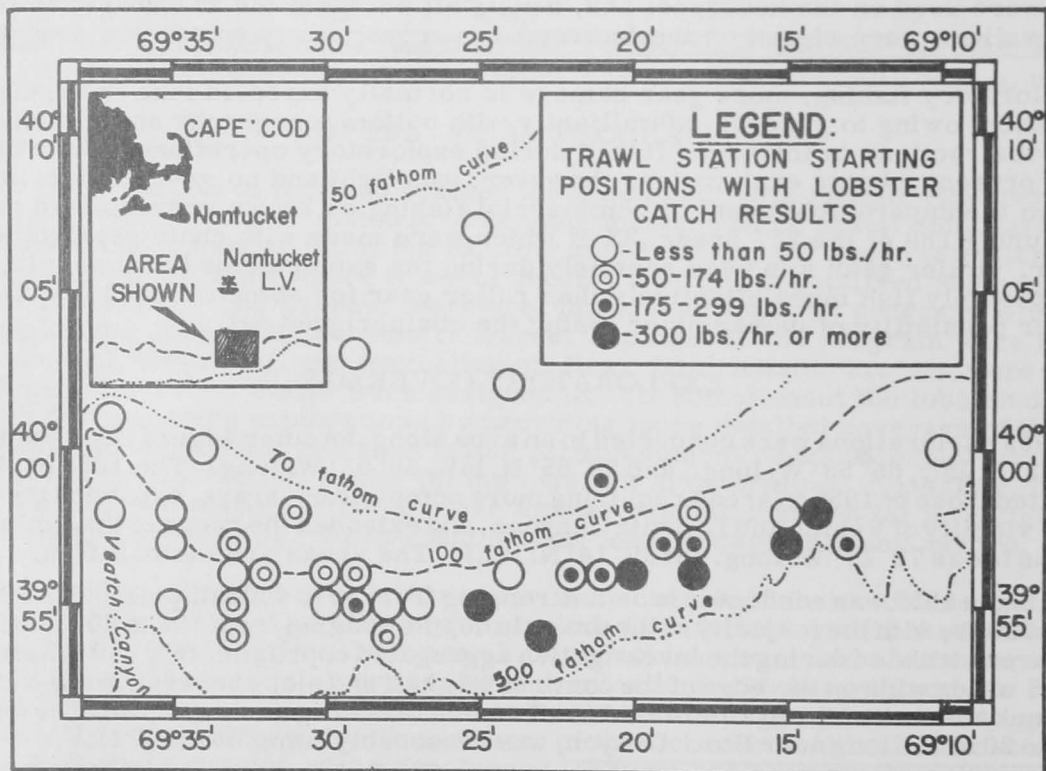 69°35' 30' 25' 20' 15' 69°10'
40°
10'
05'
40°
00'
39°
55'
CAPE COD
Nantucket
AREA
SHOWN
Nantucket
L.V.
50 fathom curve
LEGEND:
TRAWL STATION STARTING
POSITIONS WITH LOBSTER
CATCH RESULTS
-Less than 50 lbs./hr.
-50-174 lbs./hr.
-175-299 lbs./hr.
-300 lbs./hr. or more
40°
10'
05'
40°
00'
39°
55'
70 fathom curve
100 fathom curve
500 fathom curve
Veatch Canyon
69°35' 30' 25' 20' 15' 69°10'